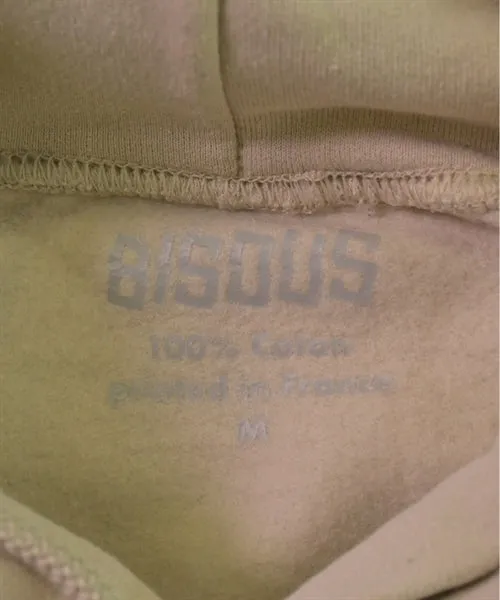 BISOUS
100% Coton
printed in France
M